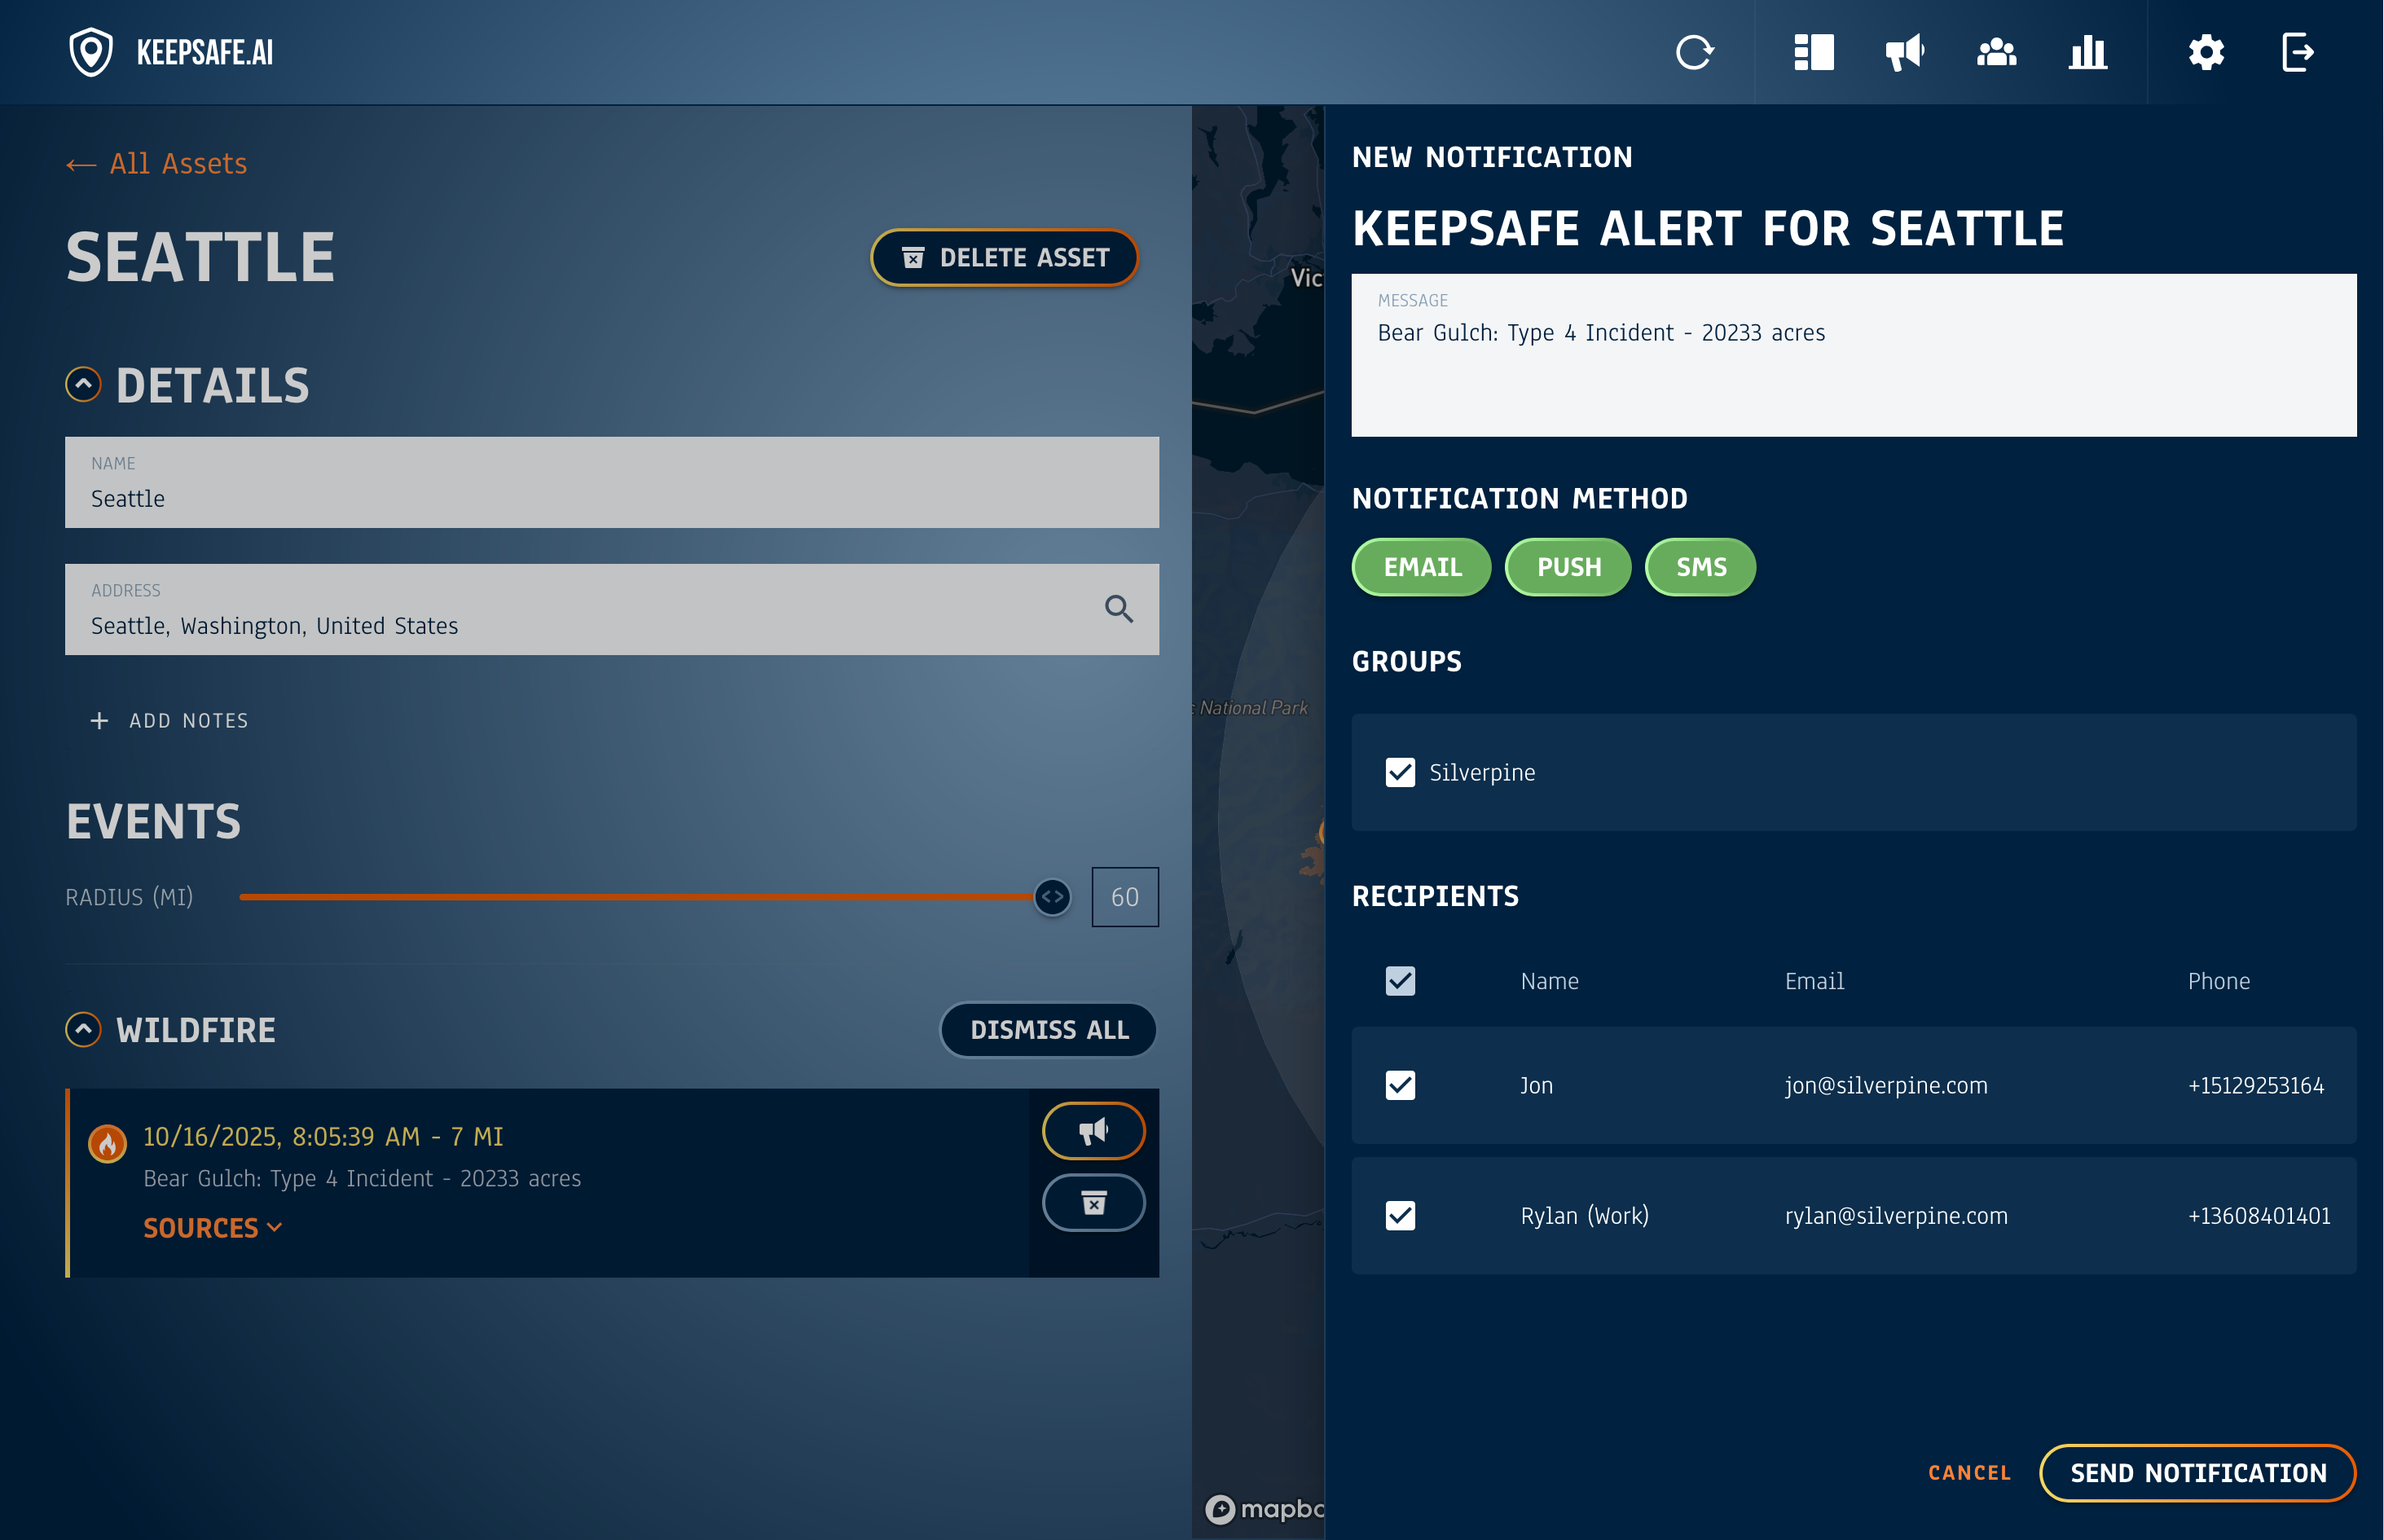 KEEPSAFE.AI
← All Assets
SEATTLE
DELETE ASSET
DETAILS
NAME
Seattle
ADDRESS
Seattle, Washington, United States
+ ADD NOTES
EVENTS
RADIUS (MI)
60
WILDFIRE
DISMISS ALL
10/16/2025, 8:05:39 AM - 7 MI
Bear Gulch: Type 4 Incident - 20233 acres
SOURCES
Vic
National Park
mapbo
NEW NOTIFICATION
KEEPSAFE ALERT FOR SEATTLE
MESSAGE
Bear Gulch: Type 4 Incident - 20233 acres
NOTIFICATION METHOD
EMAIL PUSH SMS
GROUPS
Silverpine
RECIPIENTS
Name Email Phone
Jon jon@silverpine.com +15129253164
Rylan (Work) rylan@silverpine.com +13608401401
CANCEL SEND NOTIFICATION